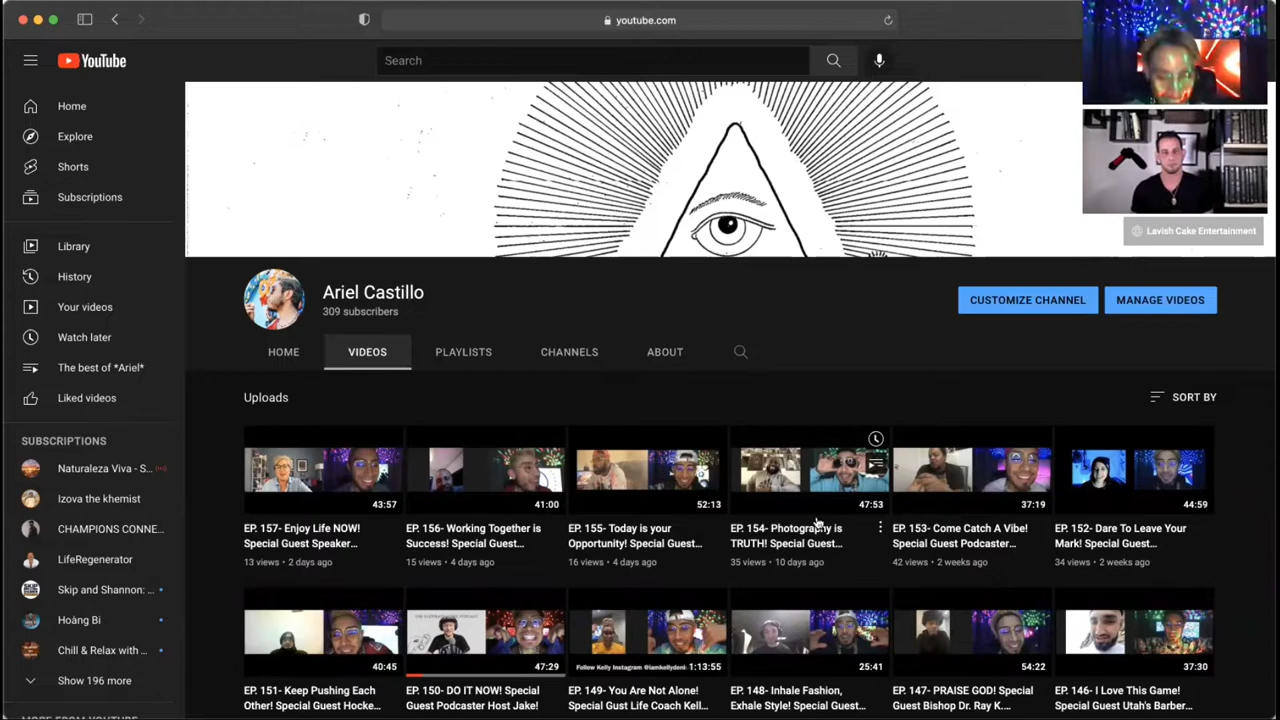 youtube.com
YouTube
Search
Home
Explore
Shorts
Subscriptions
Library
History
Your videos
Watch later
The best of *Ariel*
Liked videos
SUBSCRIPTIONS
Naturaleza Viva - S...
Izova the khemist
CHAMPIONS CONNE...
LifeRegenerator
Skip and Shannon: ...
Hoàng Bi
Chill & Relax with ...
Show 196 more
Lavish Cake Entertainment
Ariel Castillo
309 subscribers
CUSTOMIZE CHANNEL
MANAGE VIDEOS
HOME
VIDEOS
PLAYLISTS
CHANNELS
ABOUT
Uploads
SORT BY
43:57
EP. 157- Enjoy Life NOW!
Special Guest Speaker...
13 views • 2 days ago
41:00
EP. 156- Working Together is
Success! Special Guest...
15 views • 4 days ago
52:13
EP. 155- Today is your
Opportunity! Special Guest...
16 views • 4 days ago
47:53
EP. 154- Photography is
TRUTH! Special Guest...
35 views • 10 days ago
37:19
EP. 153- Come Catch A Vibe!
Special Guest Podcaster...
42 views • 2 weeks ago
44:59
EP. 152- Dare To Leave Your
Mark! Special Guest...
34 views • 2 weeks ago
40:45
EP. 151- Keep Pushing Each
Other! Special Guest Hocke...
47:29
EP. 150- DO IT NOW! Special
Guest Podcaster Host Jake!
Follow Kelly Instagram @iamkellydeni
1:13:55
EP. 149- You Are Not Alone!
Special Gust Life Coach Kell...
25:41
EP. 148- Inhale Fashion,
Exhale Style! Special Guest...
54:22
EP. 147- PRAISE GOD! Special
Guest Bishop Dr. Ray K....
37:30
EP. 146- I Love This Game!
Special Guest Utah's Barber...